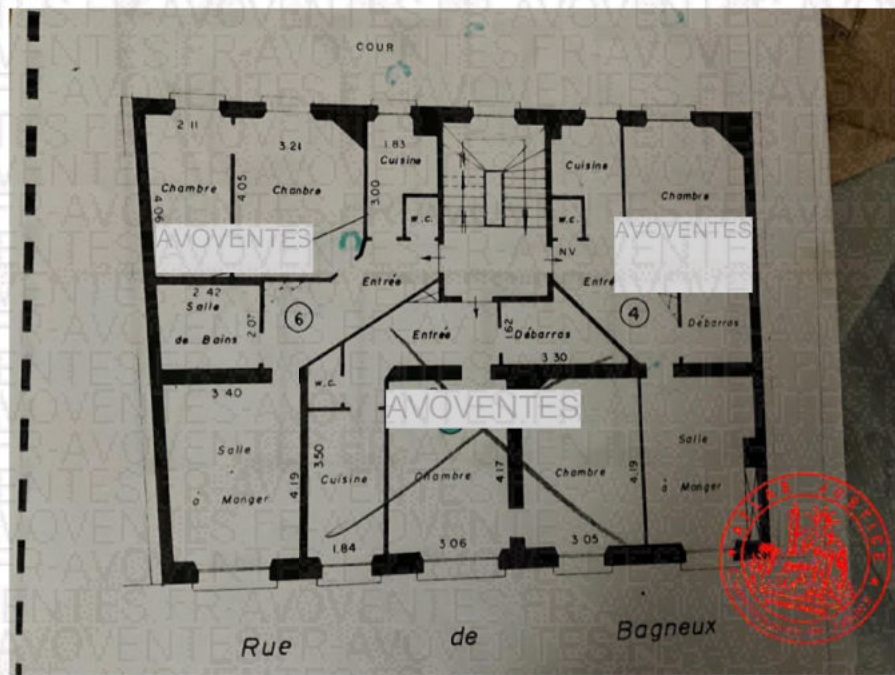 COUR
2.11
3.21
1.83
Cuisine
Cuisine
Chambre
4.05
Chambre
3.00
Chambre
4.06
W.C.
W.C.
AVOVENTES
AVOVENTES
NV
Entrée
Entrée
2.42
Salle
de Bains
2.07
6
Entrée
1.62
Débarras
4
Débarras
3.30
W.C.
3.40
AVOVENTES
Salle
à Manger
4.19
3.50
Cuisine
Chambre
4.17
Chambre
4.19
Salle
à Manger
1.84
3.06
3.05
Rue de Bagneux